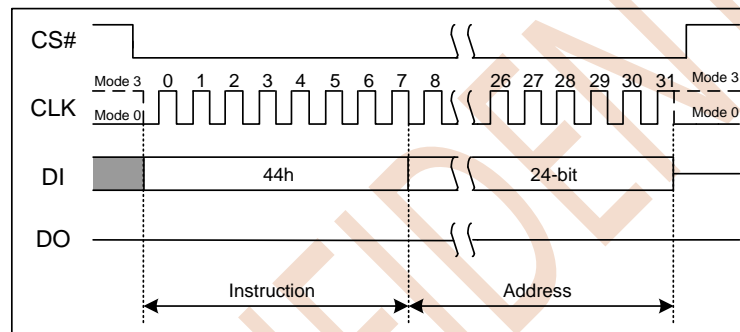 CS#
Mode 3 0 1 2 3 4 5 6 7 8 26 27 28 29 30 31 Mode 3
CLK
Mode 0 Mode 0
DI 44h 24-bit
DO
Instruction Address